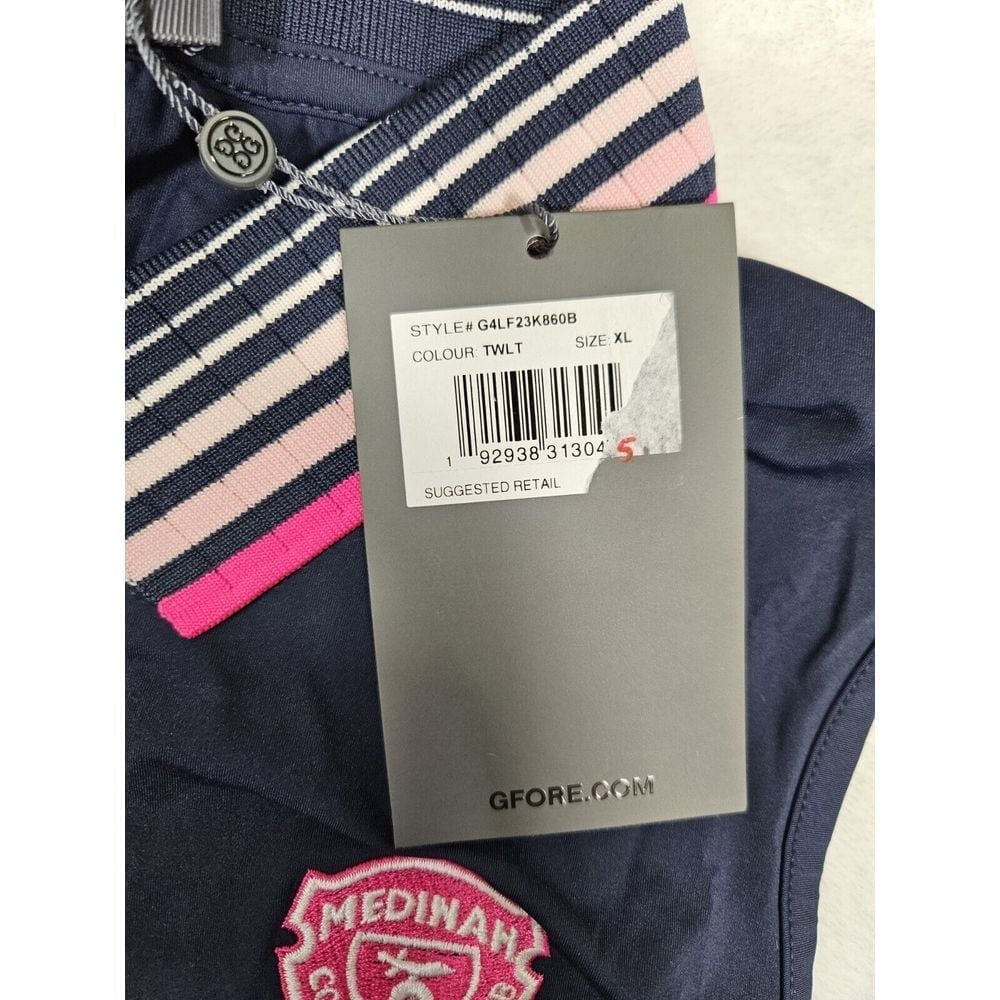 STYLE# G4LF23K860B
COLOUR: TWLT SIZE: XL
1 92938 31304 5
SUGGESTED RETAIL
GFORE.COM
MEDINAH